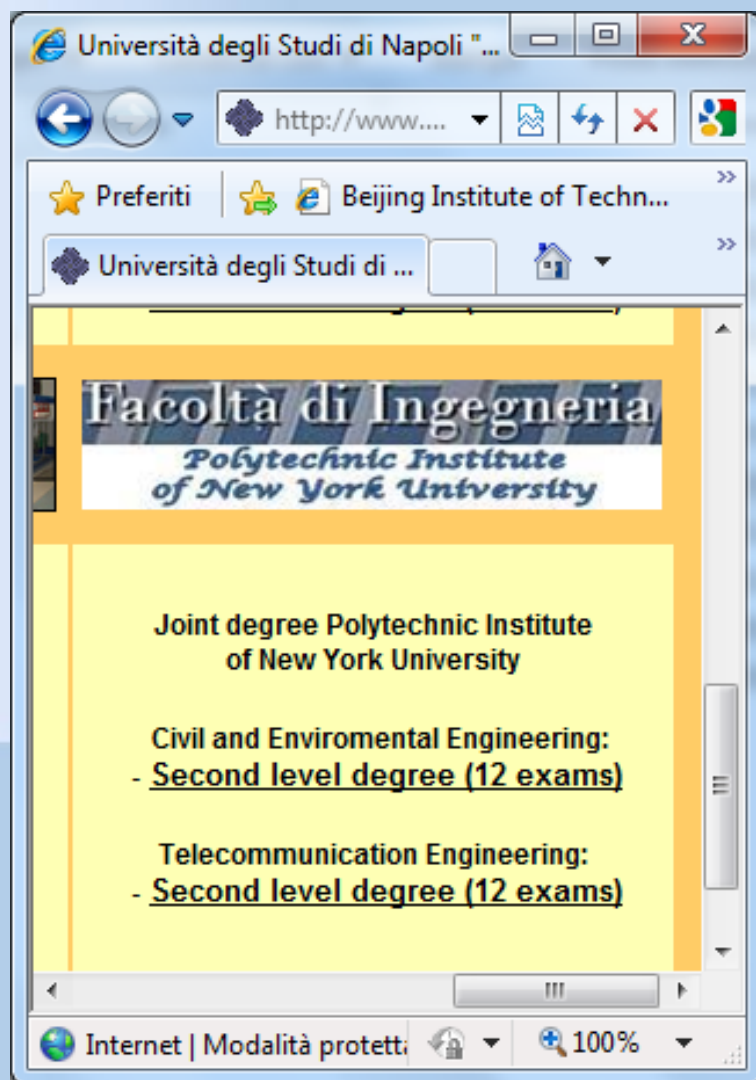 Università degli Studi di Napoli "...
http://www....
Preferiti
Beijing Institute of Techn...
Università degli Studi di ...
Facoltà di Ingegneria
Polytechnic Institute
of New York University
Joint degree Polytechnic Institute
of New York University
Civil and Enviromental Engineering:
- Second level degree (12 exams)
Telecommunication Engineering:
- Second level degree (12 exams)
Internet | Modalità protetta
100%